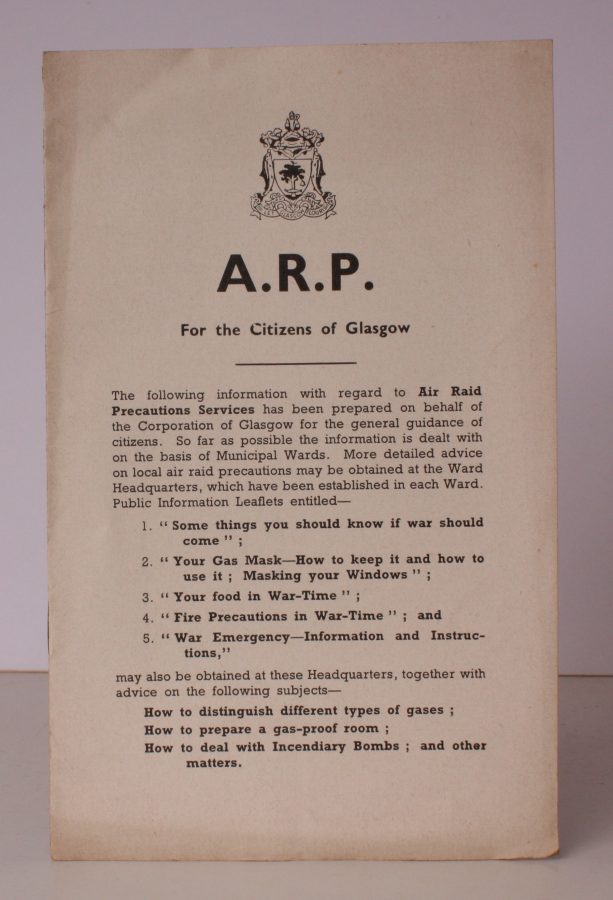 LET GLASGOW FLOURISH
A.R.P.
For the Citizens of Glasgow
The following information with regard to Air Raid
Precautions Services has been prepared on behalf of
the Corporation of Glasgow for the general guidance of
citizens. So far as possible the information is dealt with
on the basis of Municipal Wards. More detailed advice
on local air raid precautions may be obtained at the Ward
Headquarters, which have been established in each Ward.
Public Information Leaflets entitled—
1. “ Some things you should know if war should
come ” ;
2. “ Your Gas Mask—How to keep it and how to
use it ; Masking your Windows ” ;
3. “ Your food in War-Time ” ;
4. “ Fire Precautions in War-Time ” ; and
5. “ War Emergency—Information and Instruc-
tions,”
may also be obtained at these Headquarters, together with
advice on the following subjects—
How to distinguish different types of gases ;
How to prepare a gas-proof room ;
How to deal with Incendiary Bombs ; and other
matters.